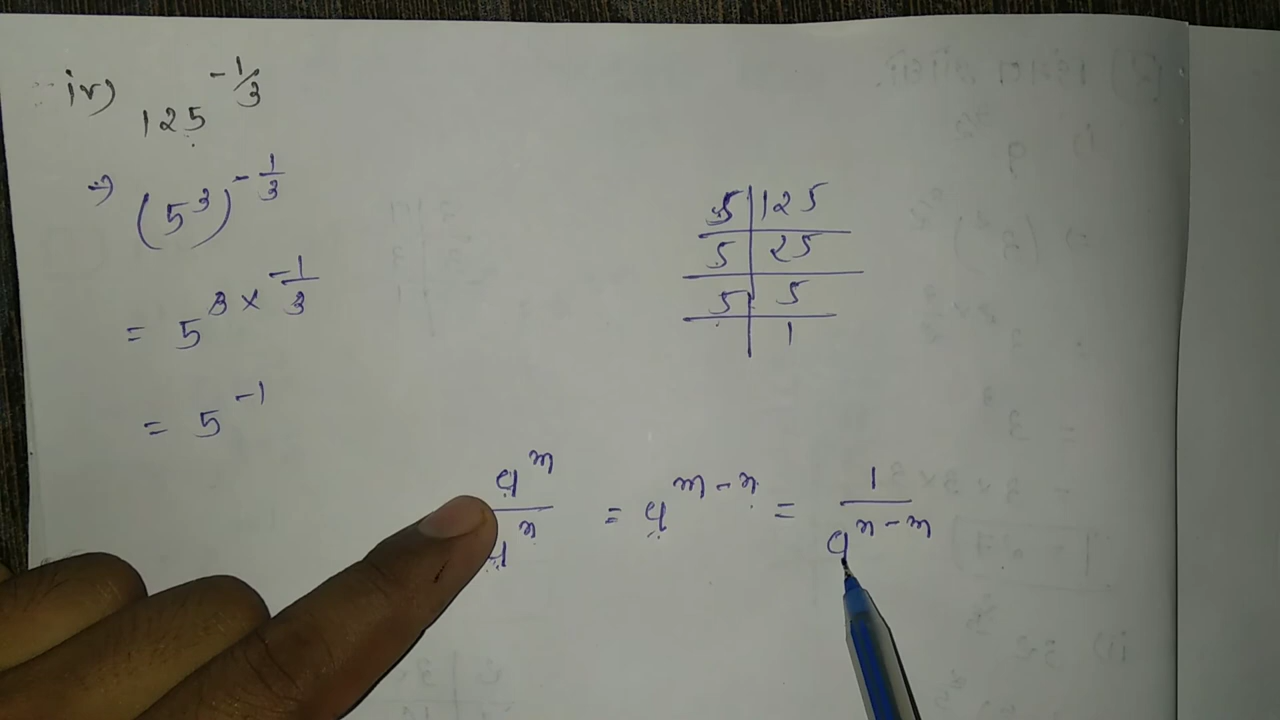 iv) 125^{-1/3}
⇒ (5^3)^{-1/3}
= 5^{3 × -1/3}
= 5^{-1}
5 | 125
5 | 25
5 | 5
| 1
a^m / a^n = a^{m-n} = 1 / a^{n-m}